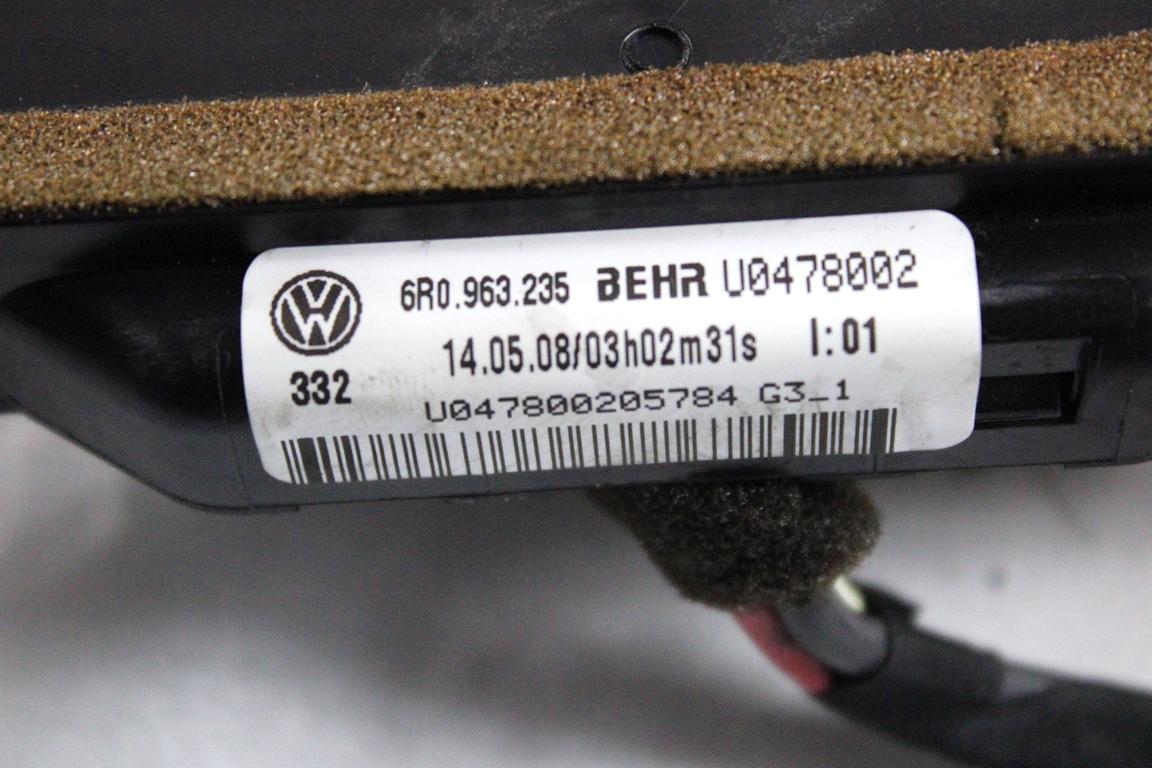 6R0.963.235 BEHR U0478002
14.05.08/03h02m31s I:01
332
U047800205784 G3_1